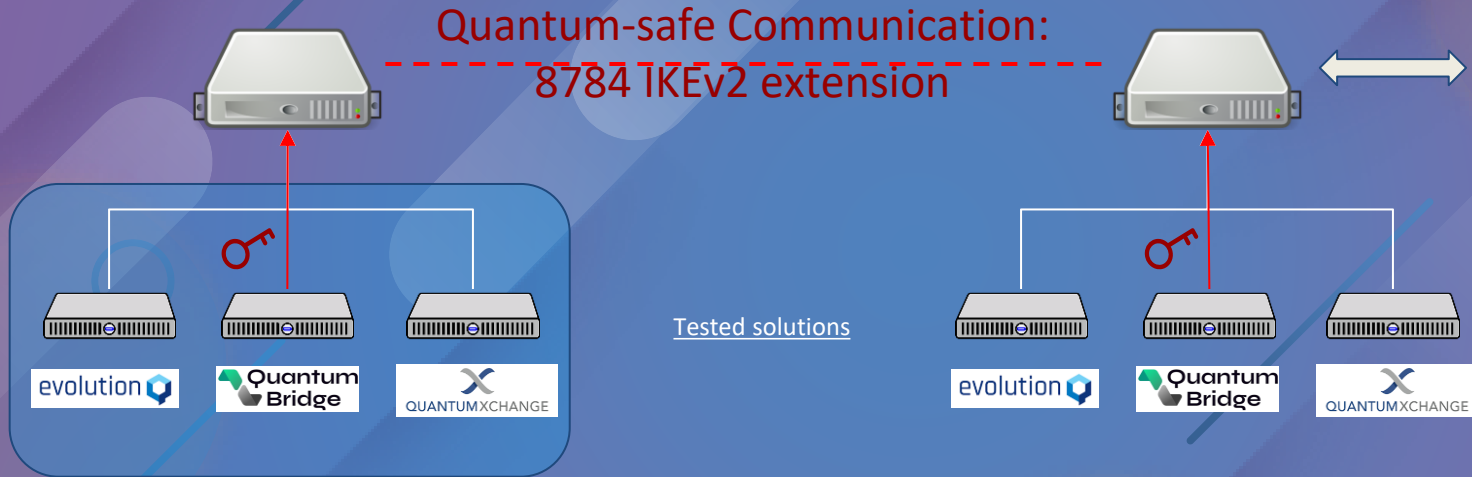 Quantum-safe Communication:
8784 IKEv2 extension
Tested solutions
evolution
Quantum
Bridge
QUANTUMXCHANGE
evolution
Quantum
Bridge
QUANTUMXCHANGE